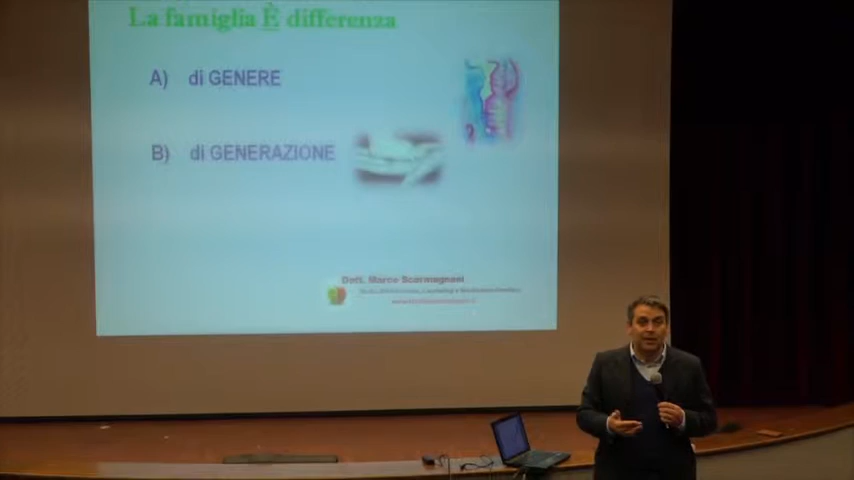 La famiglia È differenza
A) di GENERE
B) di GENERAZIONE
Dott. Marco Scarmagnani